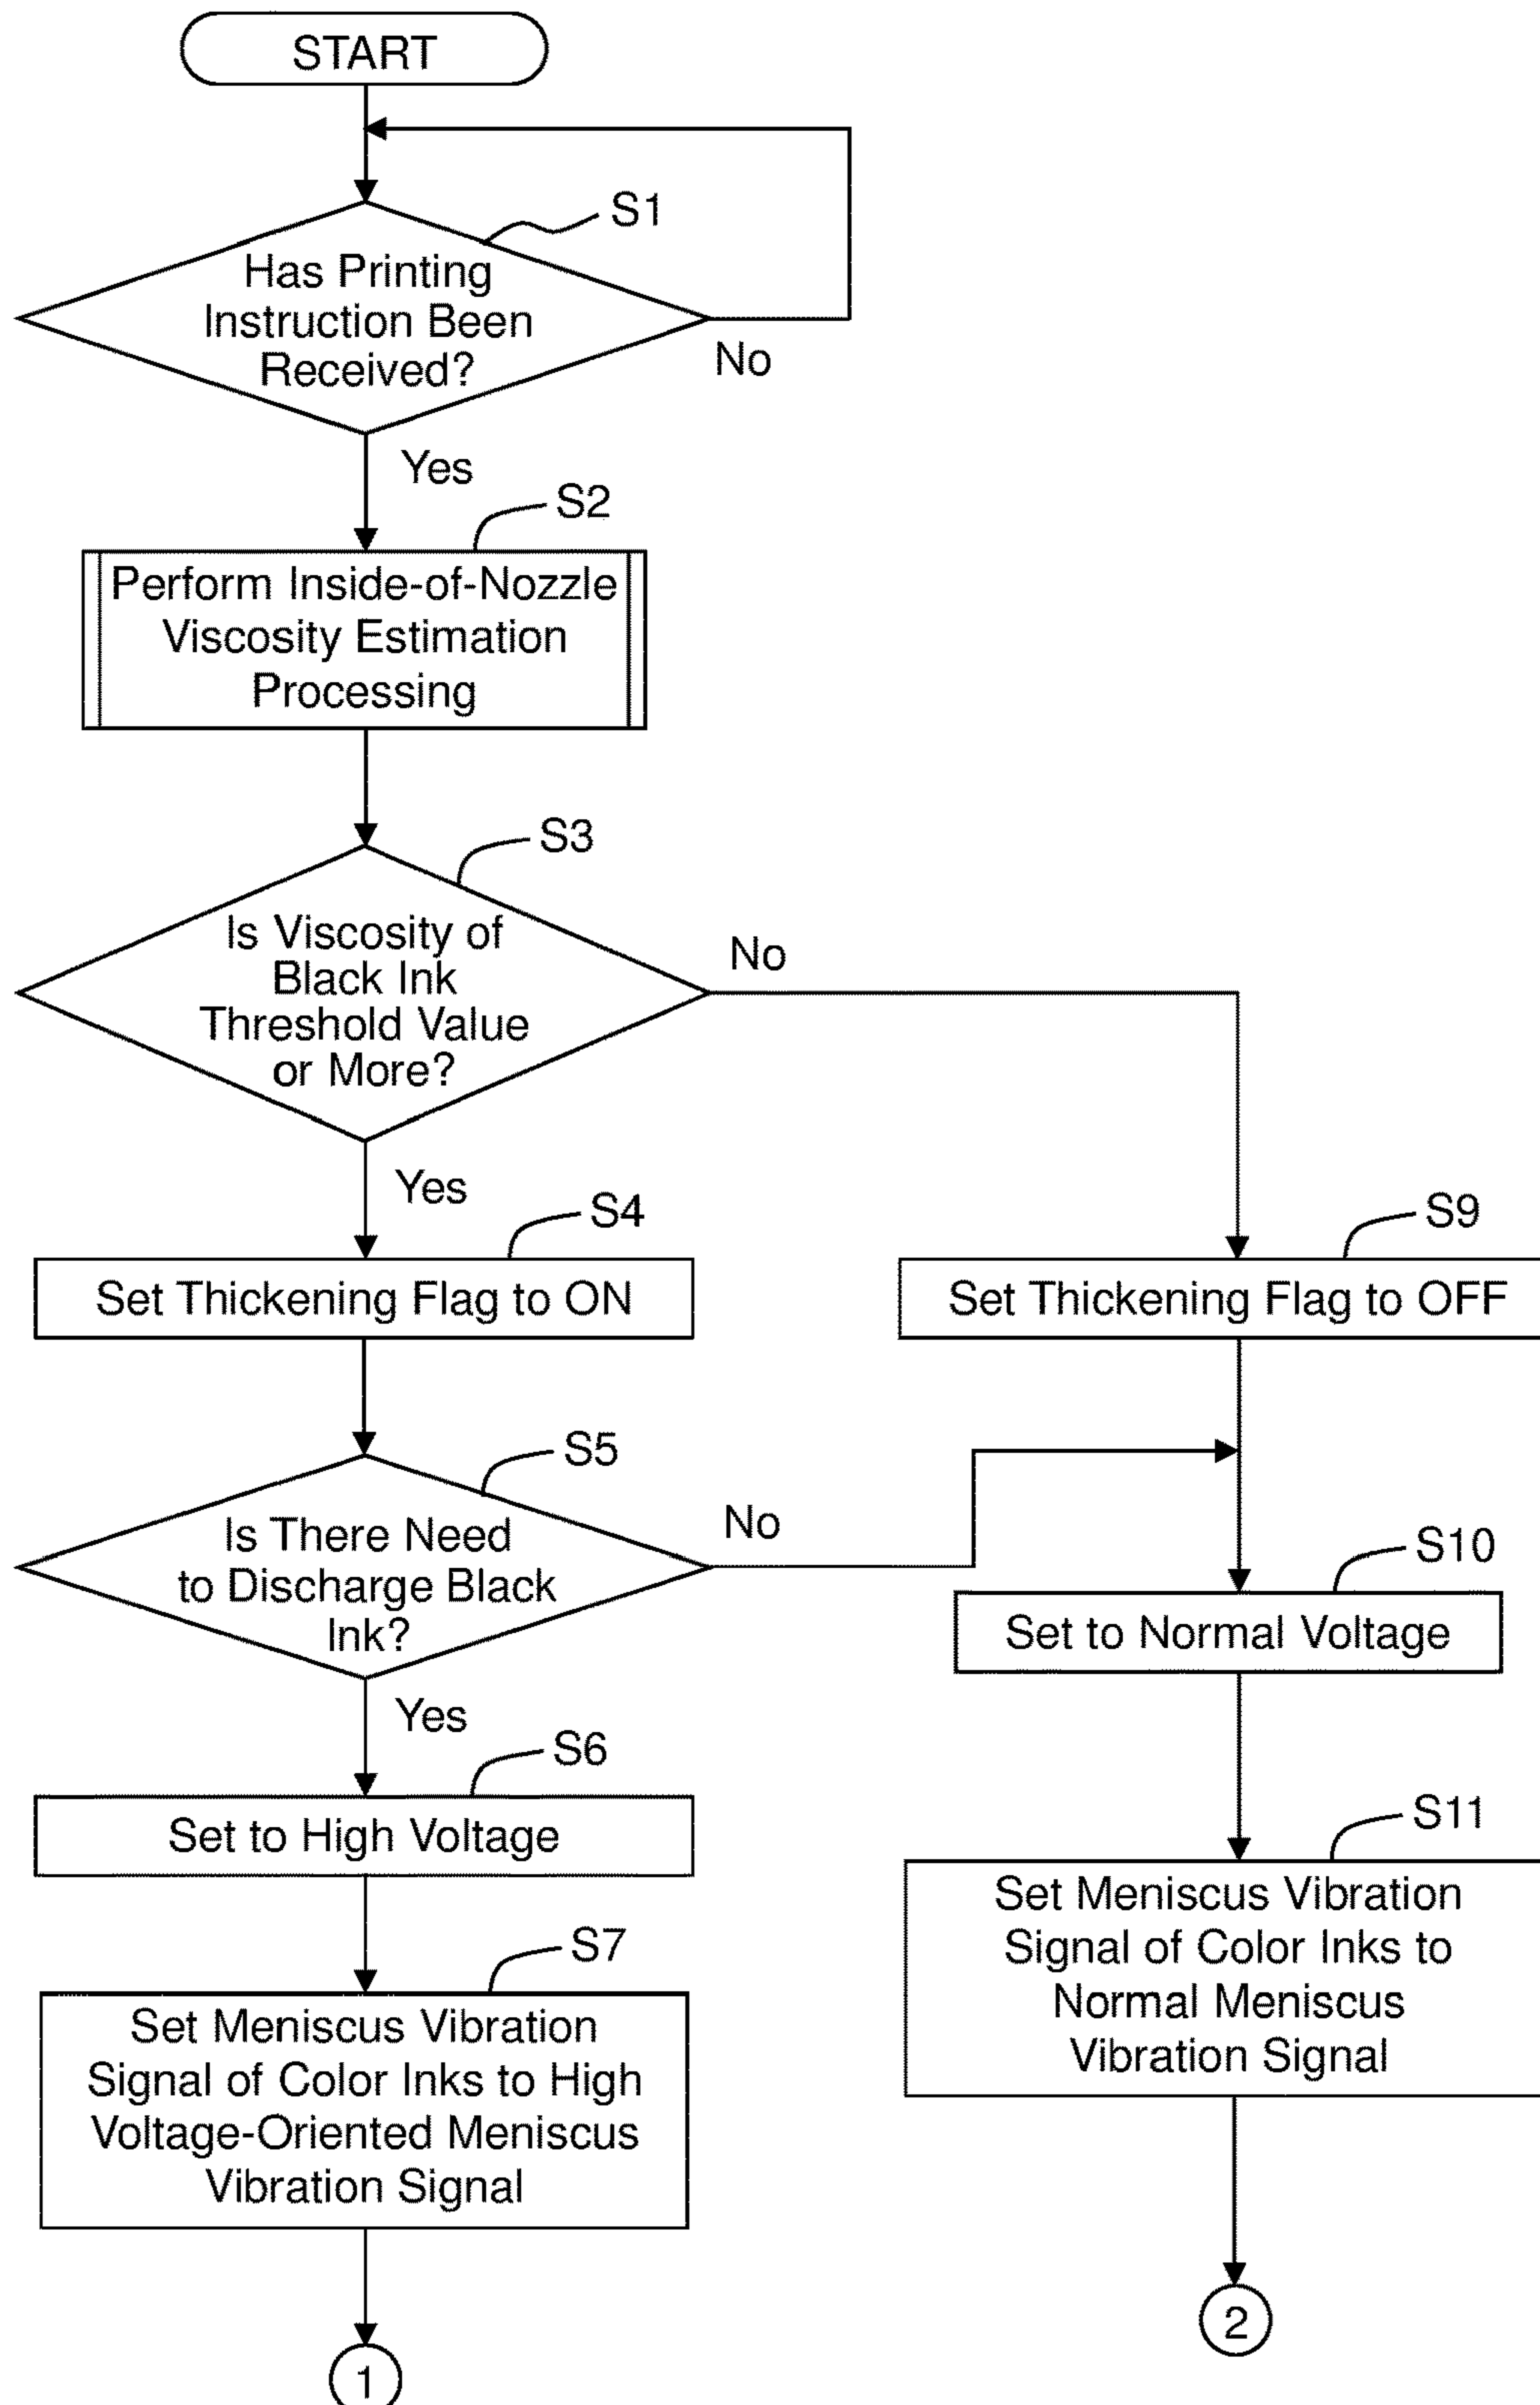 START
S1
Has Printing
Instruction Been
Received?
No
Yes
S2
Perform Inside-of-Nozzle
Viscosity Estimation
Processing
S3
Is Viscosity of
Black Ink
Threshold Value
or More?
No
Yes
S4
Set Thickening Flag to ON
S9
Set Thickening Flag to OFF
S5
Is There Need
to Discharge Black
Ink?
No
Yes
S10
Set to Normal Voltage
S6
Set to High Voltage
S11
Set Meniscus Vibration
Signal of Color Inks to
Normal Meniscus
Vibration Signal
S7
Set Meniscus Vibration
Signal of Color Inks to High
Voltage-Oriented Meniscus
Vibration Signal
2
1